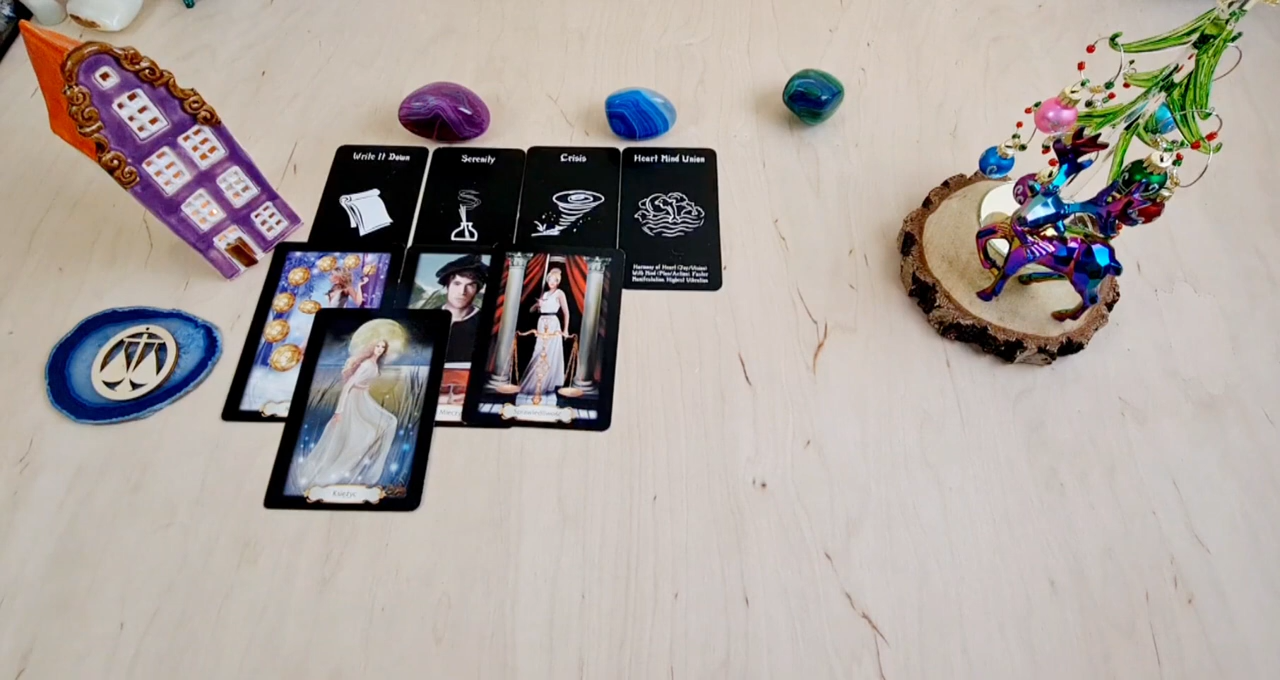 Write It Down
Serenity
Crisis
Heart Mind Union
Harmony of Heart (Joy/Vision)
With Mind (Plan/Action) Faster
Manifestation Highest Vibration
Księżyc